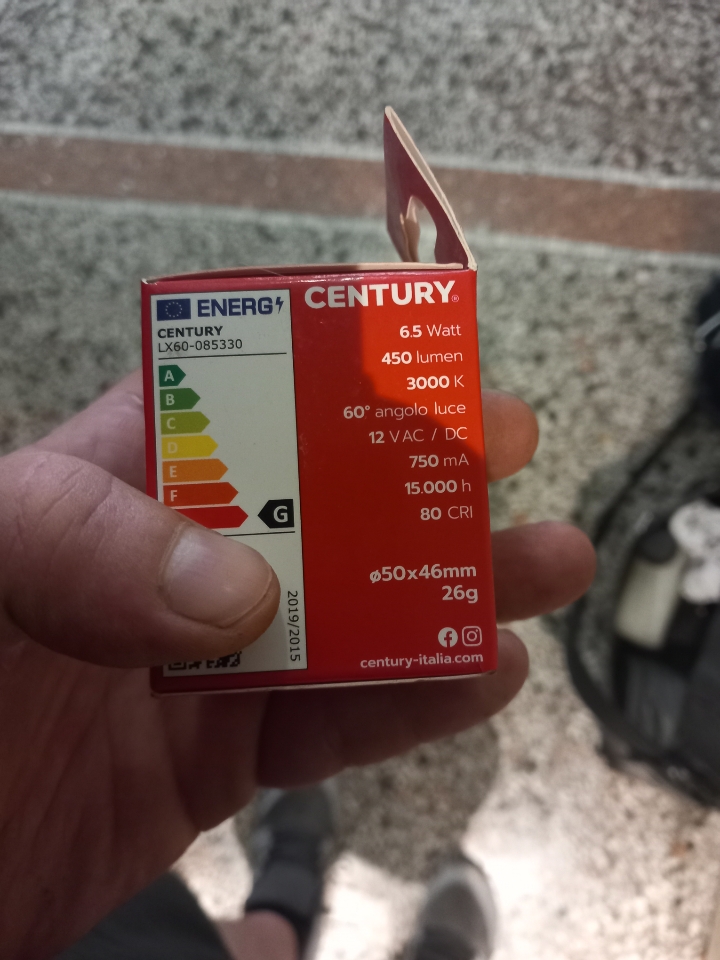 ENERG
CENTURY
LX60-085330
A
B
C
D
E
F
G
2019/2015
CENTURY®
6.5 Watt
450 lumen
3000 K
60° angolo luce
12 VAC / DC
750 mA
15.000 h
80 CRI
ø50x46mm
26g
century-italia.com